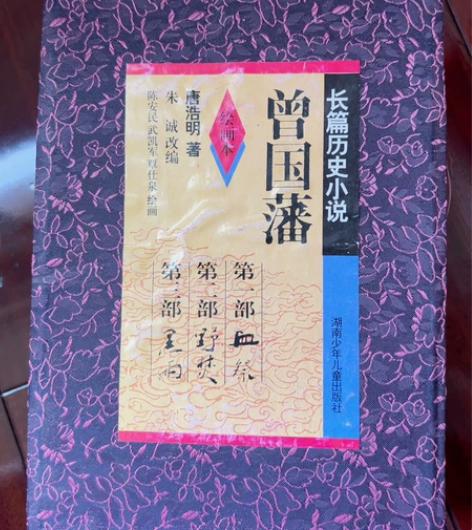 长篇历史小说
曾国藩
绘画本
唐浩明 著
朱诚 改编
陈安民 武凯军 寇仕泉 绘画
第一部 血祭
第二部 野焚
第三部 黑雨
湖南少年儿童出版社